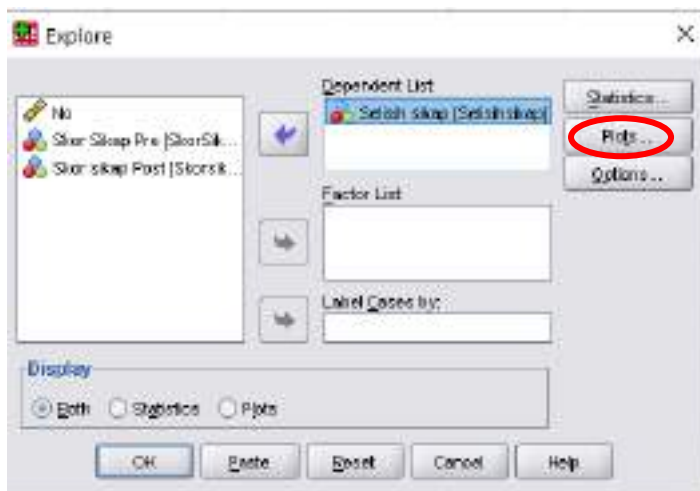 Explore
Dependent List
No
Skor Sikap Pre [SkorSik...
Skor sikap Post [Skorsik...
Selisih sikap [Selisihsikap]
Statistics...
Plots...
Options...
Factor List
Label Cases by:
Display
Both Statistics Plots
OK Paste Reset Cancel Help